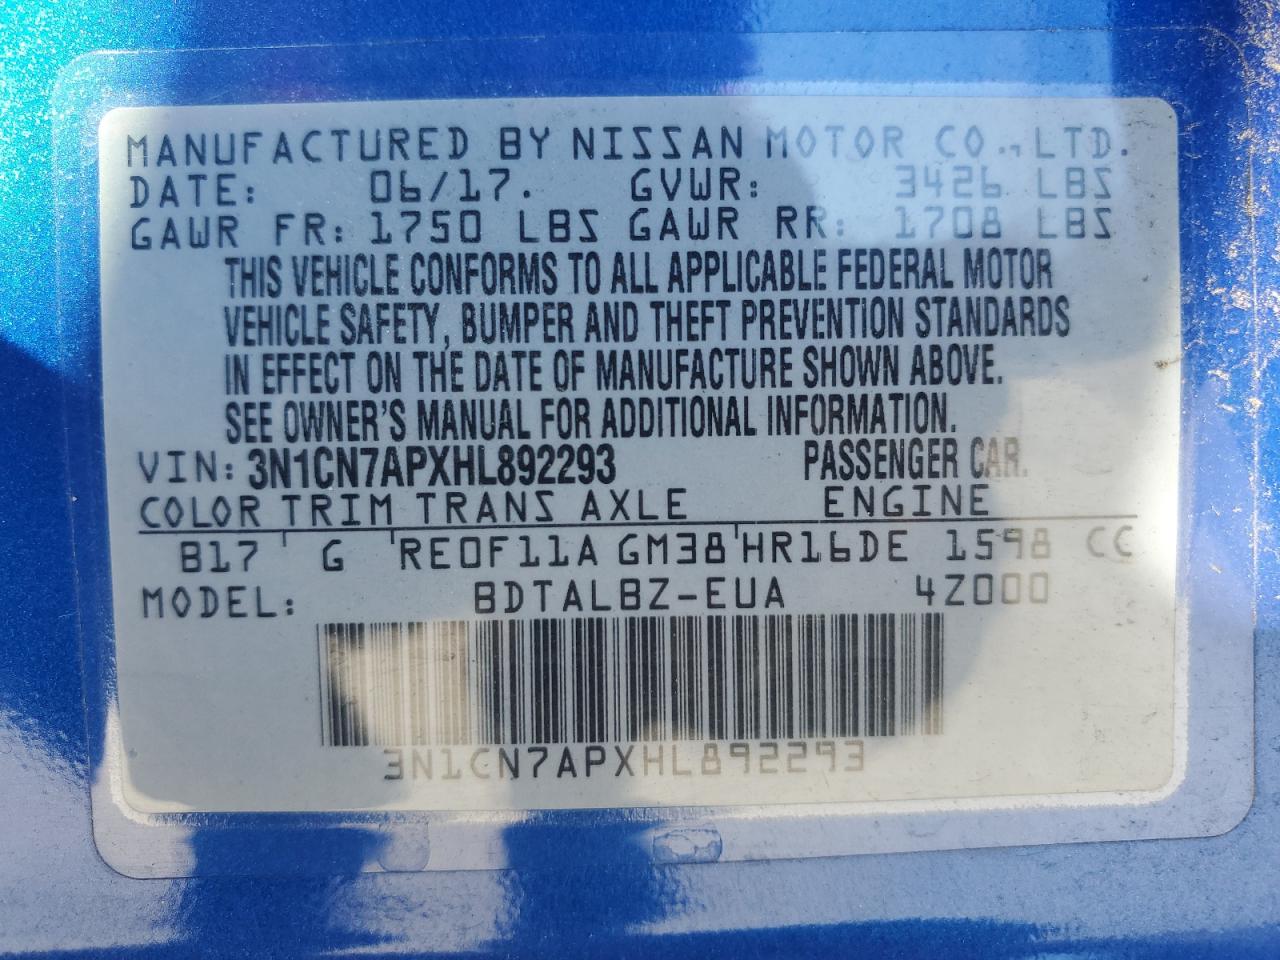 MANUFACTURED BY NISSAN MOTOR CO., LTD.
DATE: 06/17. GVWR: 3426 LBS
GAWR FR: 1750 LBS GAWR RR: 1708 LBS
THIS VEHICLE CONFORMS TO ALL APPLICABLE FEDERAL MOTOR
VEHICLE SAFETY, BUMPER AND THEFT PREVENTION STANDARDS
IN EFFECT ON THE DATE OF MANUFACTURE SHOWN ABOVE.
SEE OWNER'S MANUAL FOR ADDITIONAL INFORMATION.
VIN: 3N1CN7APXHL892293 PASSENGER CAR.
COLOR TRIM TRANS AXLE ENGINE
B17 G RE0F11A GM38 HR16DE 1598 CC
MODEL: BDTALBZ-EUA 4Z000
3N1CN7APXHL892293